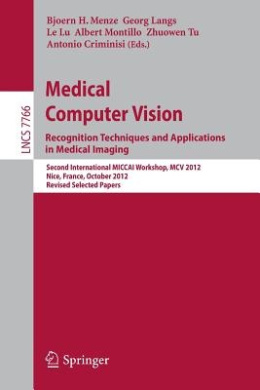 Bjoern H. Menze Georg Langs
Le Lu Albert Montillo Zhuowen Tu
Antonio Criminisi (Eds.)
LNCS 7766
Medical
Computer Vision
Recognition Techniques and Applications
in Medical Imaging
Second International MICCAI Workshop, MCV 2012
Nice, France, October 2012
Revised Selected Papers
Springer